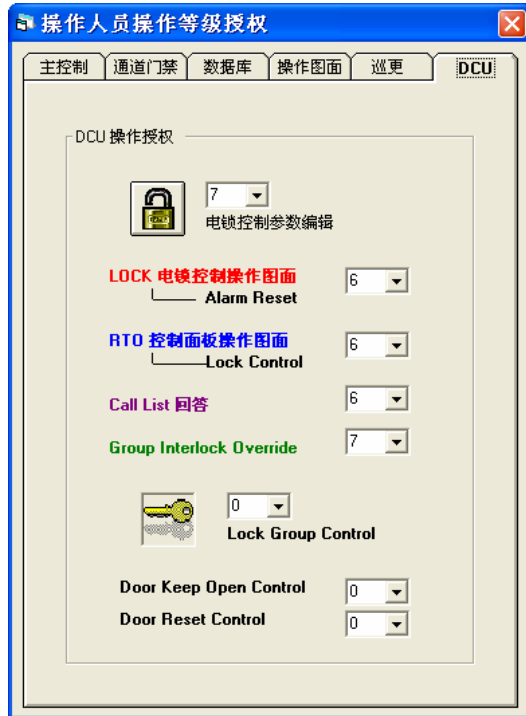 操作人员操作等级授权
主控制 通道门禁 数据库 操作图面 巡更 DCU
DCU 操作授权
7
电锁控制参数编辑
LOCK 电镜控制操作图面 6
Alarm Reset
RTO 控制面板操作图面 6
Lock Control
Call List 回答 6
Group Interlock Override 7
0
Lock Group Control
Door Keep Open Control 0
Door Reset Control 0